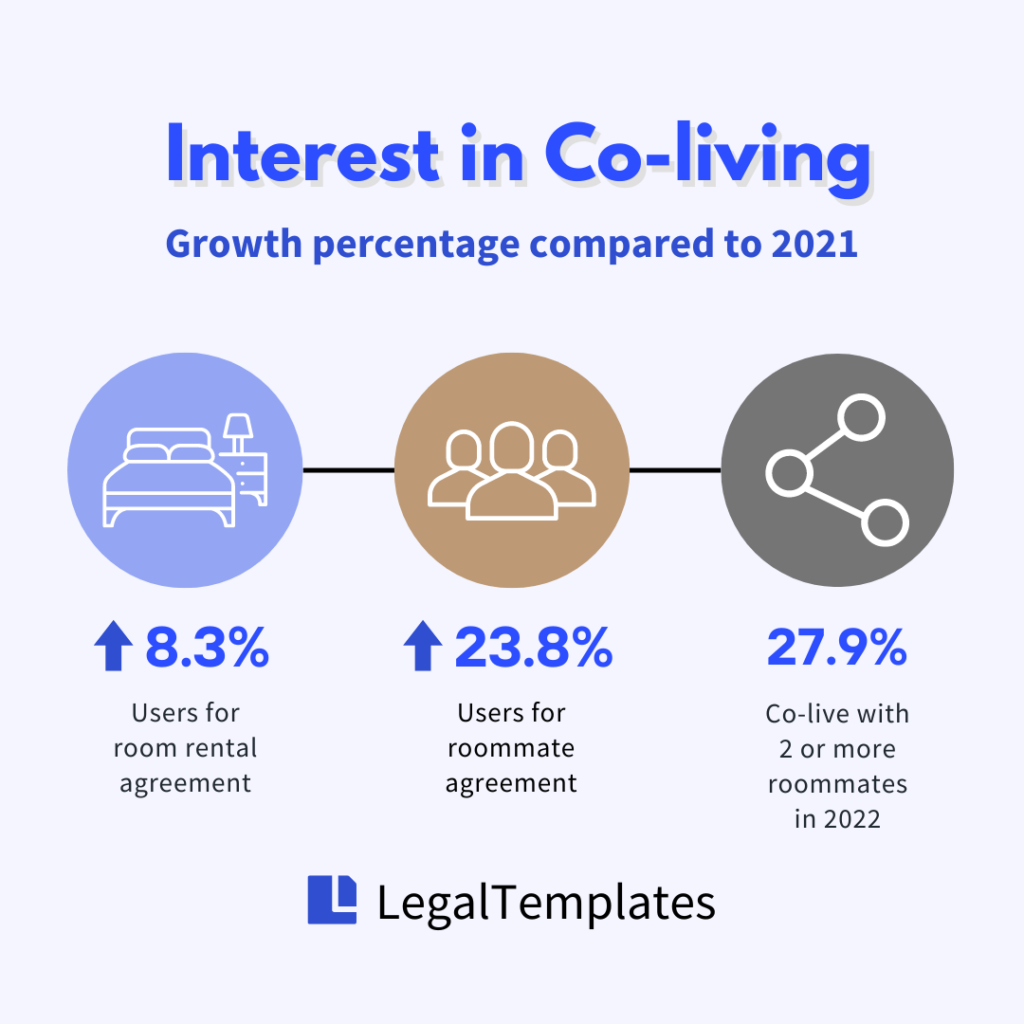 Interest in Co-living
Growth percentage compared to 2021
8.3%
Users for
room rental
agreement
23.8%
Users for
roommate
agreement
27.9%
Co-live with
2 or more
roommates
in 2022
LegalTemplates